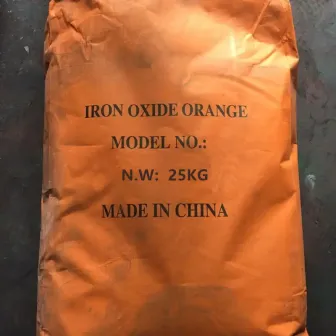 IRON OXIDE ORANGE
MODEL NO.:
N.W: 25KG
MADE IN CHINA